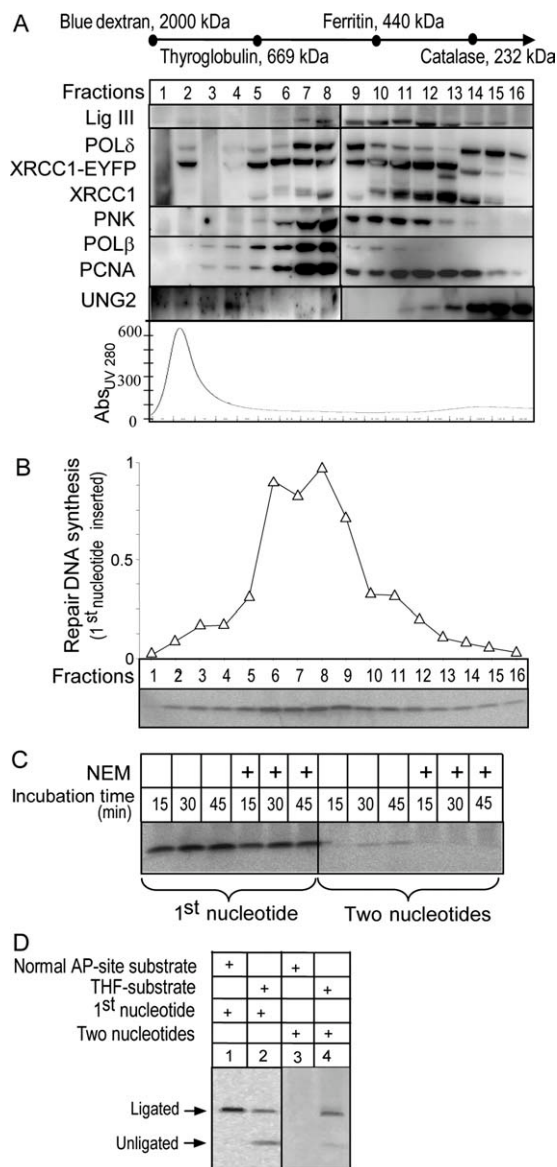 A
Blue dextran, 2000 kDa Ferritin, 440 kDa
Thyroglobulin, 669 kDa Catalase, 232 kDa
Fractions 1 2 3 4 5 6 7 8 9 10 11 12 13 14 15 16
Lig III
POLδ
XRCC1-EYFP
XRCC1
PNK
POLβ
PCNA
UNG2
600
300
0
Abs UV 280
B
Repair DNA synthesis
(1st nucleotide inserted)
1
0.5
0
Fractions 1 2 3 4 5 6 7 8 9 10 11 12 13 14 15 16
C
NEM + + + + + +
Incubation time 15 30 45 15 30 45 15 30 45 15 30 45
(min)
1st nucleotide Two nucleotides
D
Normal AP-site substrate + +
THF-substrate + +
1st nucleotide + +
Two nucleotides + +
1 2 3 4
Ligated
Unligated